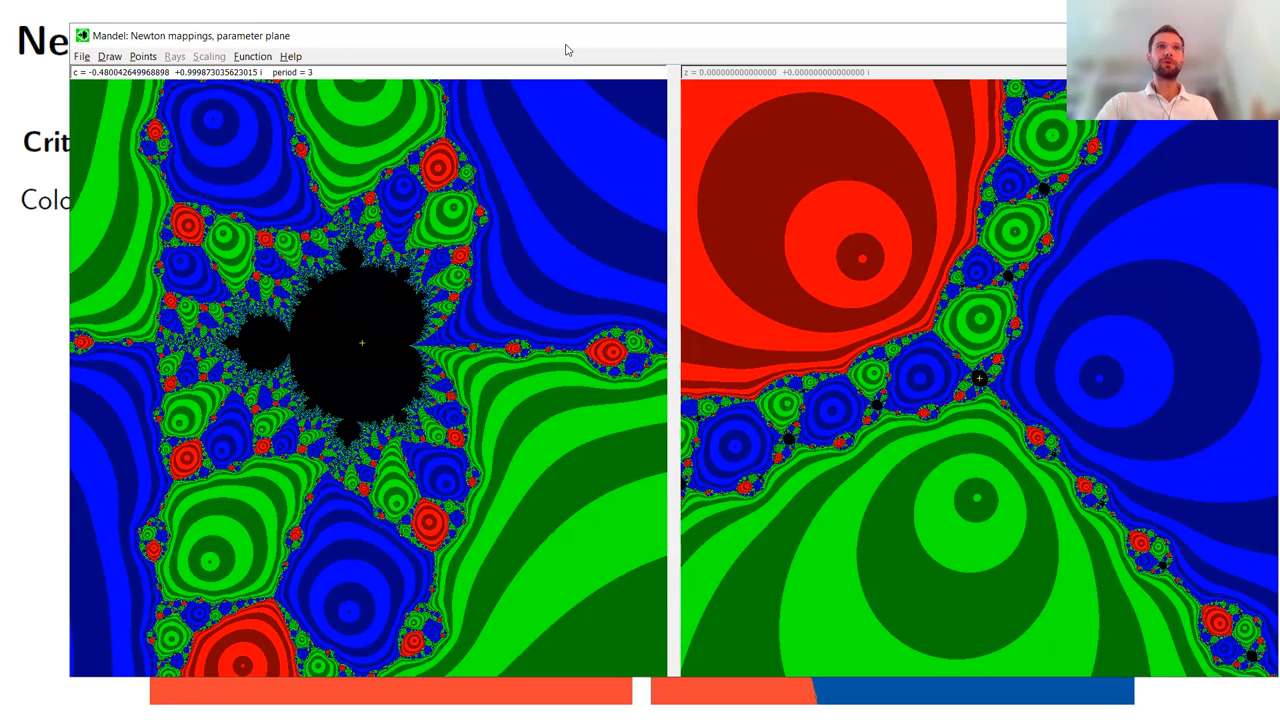 Ne
Mandel: Newton mappings, parameter plane
File Draw Points Rays Scaling Function Help
c = -0.480042649968898 +0.999873035623015 i period = 3
z = 0.000000000000000 +0.000000000000000 i
Crit
Colo